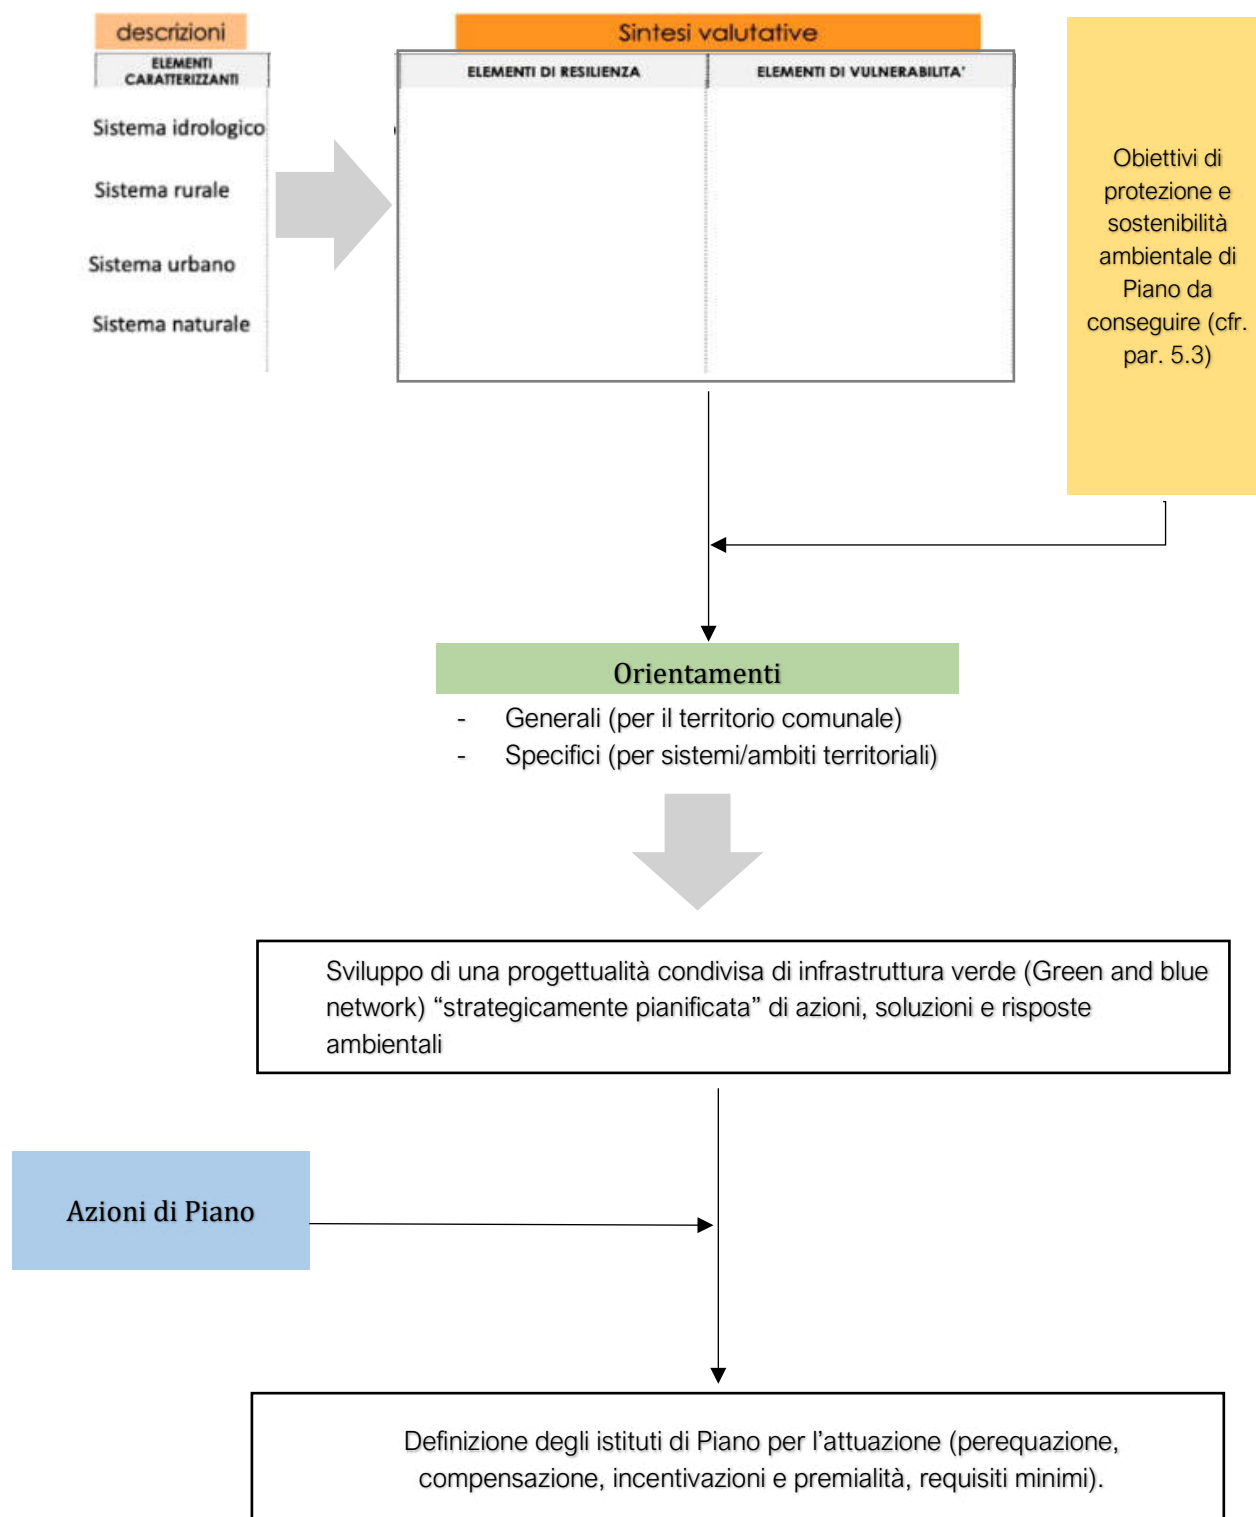 descrizioni
ELEMENTI
CARATTERIZZANTI
Sistema idrologico
Sistema rurale
Sistema urbano
Sistema naturale
Sintesi valutative
ELEMENTI DI RESILIENZA
ELEMENTI DI VULNERABILITA'
Obiettivi di
protezione e
sostenibilità
ambientale di
Piano da
conseguire (cfr.
par. 5.3)
Orientamenti
- Generali (per il territorio comunale)
- Specifici (per sistemi/ambiti territoriali)
Sviluppo di una progettualità condivisa di infrastruttura verde (Green and blue
network) “strategicamente pianificata” di azioni, soluzioni e risposte
ambientali
Azioni di Piano
Definizione degli istituti di Piano per l’attuazione (perequazione,
compensazione, incentivazioni e premialità, requisiti minimi).